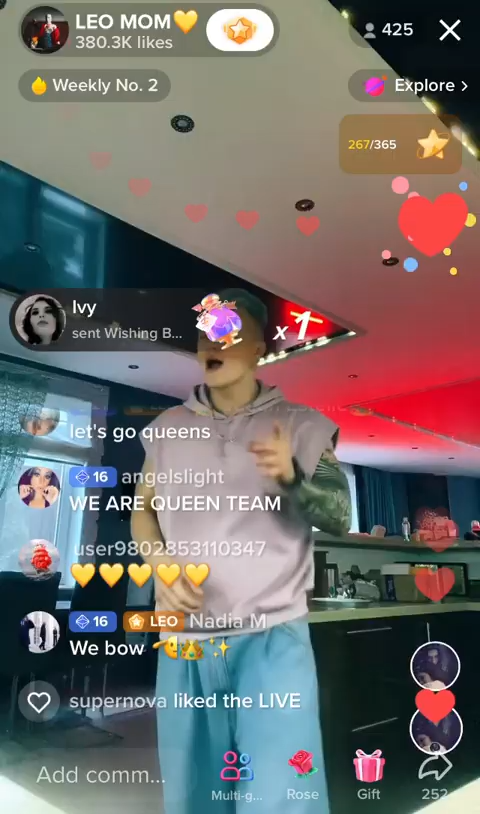 LEO MOM💛
380.3K likes
425
Weekly No. 2
Explore
267/365
Ivy
sent Wishing B...
x 1
let's go queens
16 angelslight
WE ARE QUEEN TEAM
user9802853110347
💛💛💛💛💛
16 LEO Nadia M
We bow 🫡👸✨
supernova liked the LIVE
Add comm...
Multi-g...
Rose
Gift
252